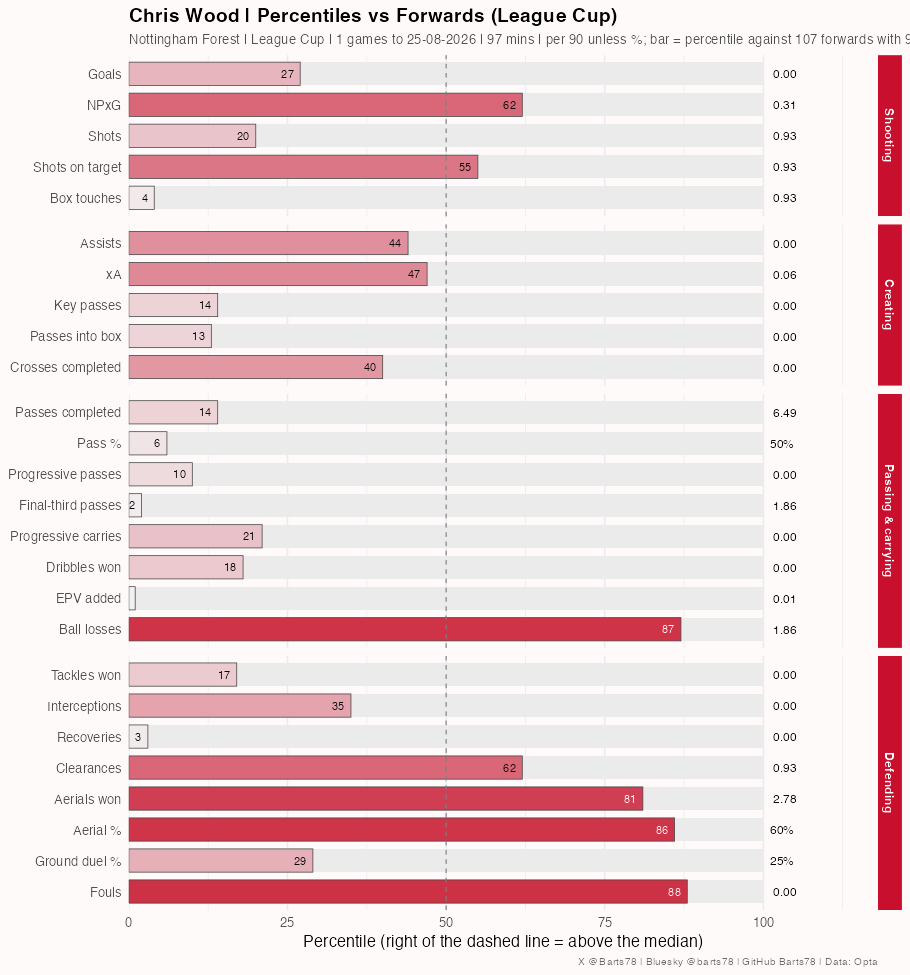 Chris Wood | Percentiles vs Forwards (League Cup)
Nottingham Forest | League Cup | 1 games to 25-08-2026 | 97 mins | per 90 unless %; bar = percentile against 107 forwards with 9
Goals 27 0.00
NPxG 62 0.31
Shots 20 0.93
Shots on target 55 0.93
Box touches 4 0.93
Shooting
Assists 44 0.00
xA 47 0.06
Key passes 14 0.00
Passes into box 13 0.00
Crosses completed 40 0.00
Creating
Passes completed 14 6.49
Pass % 6 50%
Progressive passes 10 0.00
Final-third passes 2 1.86
Progressive carries 21 0.00
Dribbles won 18 0.00
EPV added 0.01
Ball losses 87 1.86
Passing & carrying
Tackles won 17 0.00
Interceptions 35 0.00
Recoveries 3 0.00
Clearances 62 0.93
Aerials won 81 2.78
Aerial % 86 60%
Ground duel % 29 25%
Fouls 88 0.00
Defending
0 25 50 75 100
Percentile (right of the dashed line = above the median)
X @Barts78 | Bluesky @barts78 | GitHub Barts78 | Data: Opta